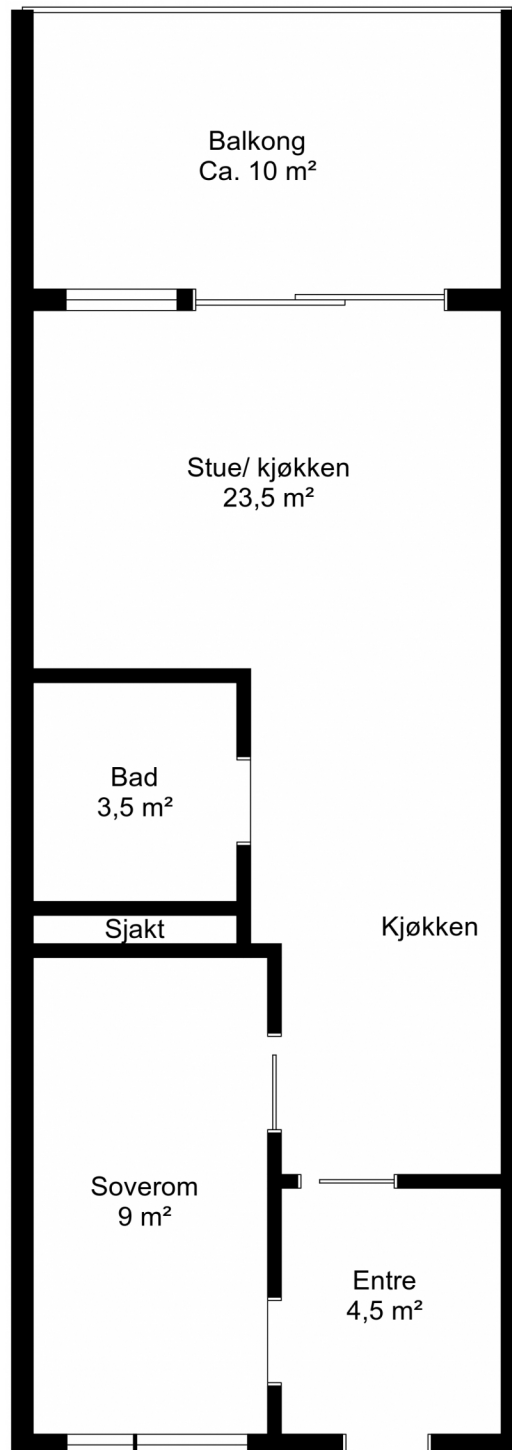 Balkong
Ca. 10 m²
Stue/ kjøkken
23,5 m²
Bad
3,5 m²
Sjakt
Kjøkken
Soverom
9 m²
Entre
4,5 m²